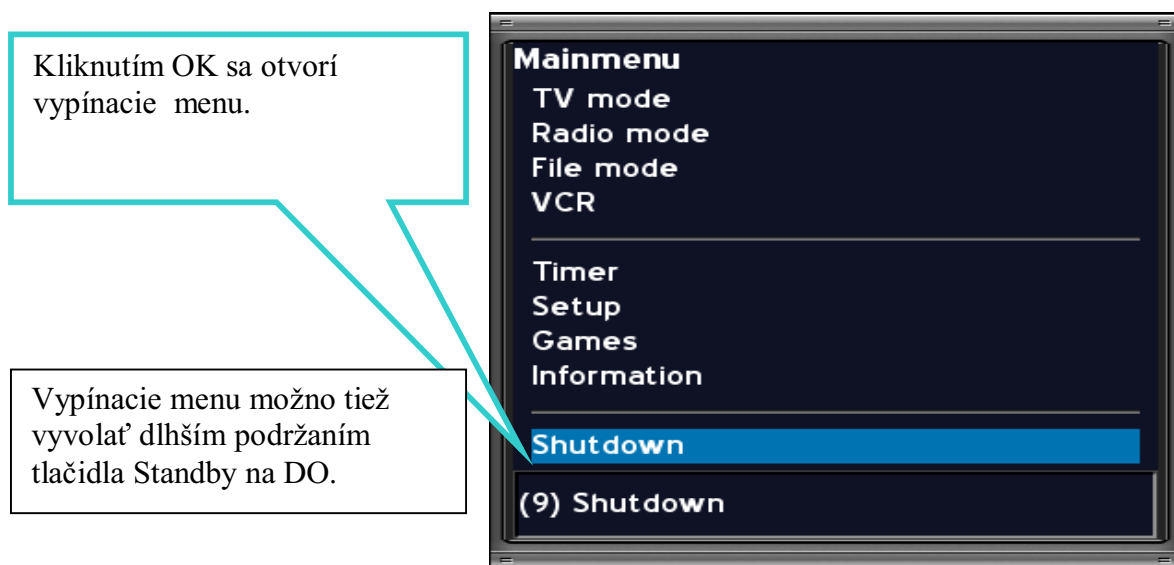 Kliknutím OK sa otvorí
vypínacie menu.
Vypínacie menu možno tiež
vyvolať dlhším podržaním
tlačidla Standby na DO.
Mainmenu
TV mode
Radio mode
File mode
VCR
Timer
Setup
Games
Information
Shutdown
(9) Shutdown